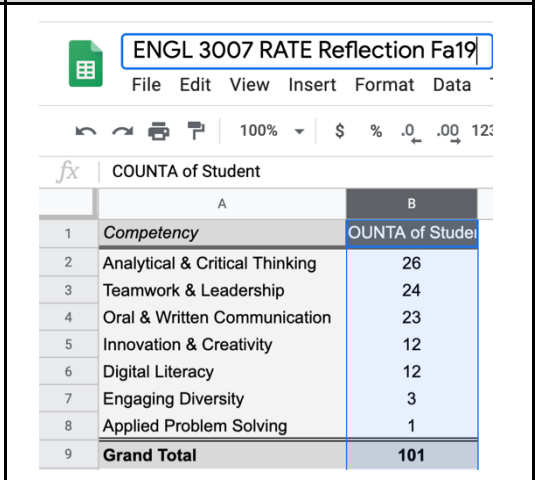 ENGL 3007 RATE Reflection Fa19
File Edit View Insert Format Data
100% $ % .0 .00 123
fx COUNTA of Student
A B
1 Competency OUNTA of Studen
2 Analytical & Critical Thinking 26
3 Teamwork & Leadership 24
4 Oral & Written Communication 23
5 Innovation & Creativity 12
6 Digital Literacy 12
7 Engaging Diversity 3
8 Applied Problem Solving 1
9 Grand Total 101